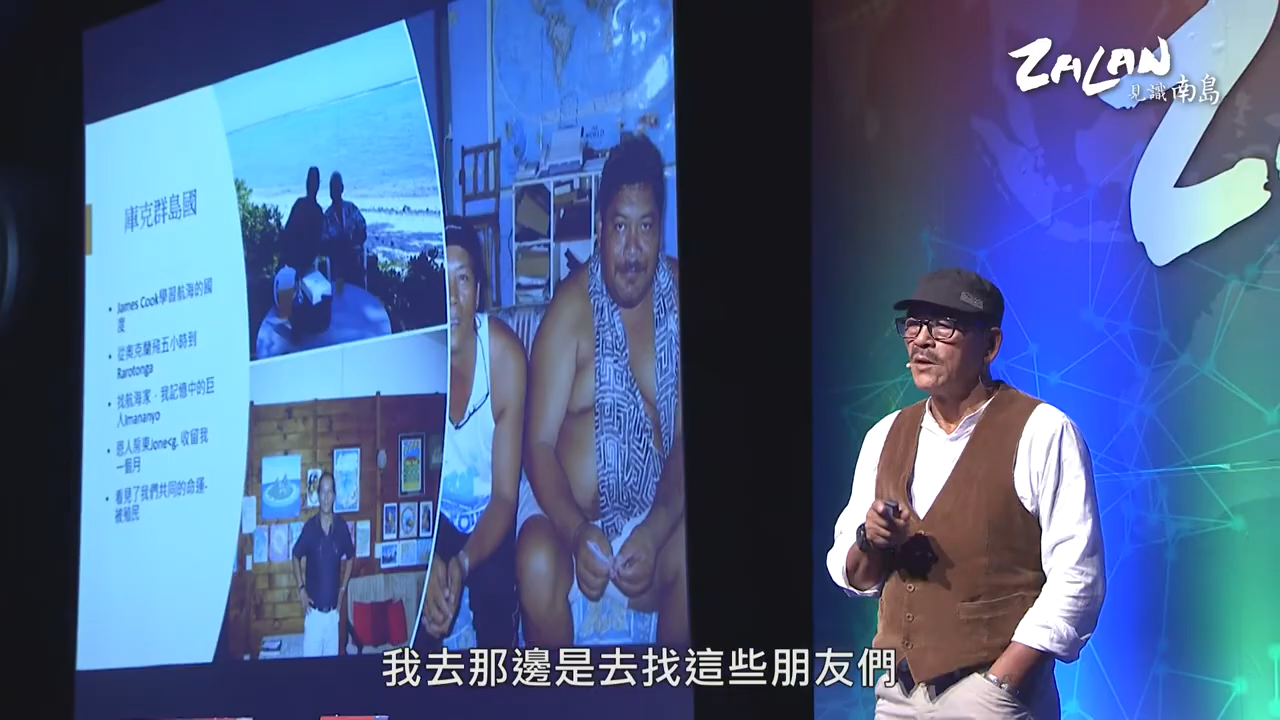 ZALAN
見識南島
庫克群島國
• James Cook學習航海的國
度
• 從奧克蘭飛五小時到
Rarotonga
• 找航海家，我記憶中的巨
人Imananyo
• 恩人房東Jone<g. 收留我
一個月
• 看見了我們共同的命運-
被殖民
我去那邊是去找這些朋友們